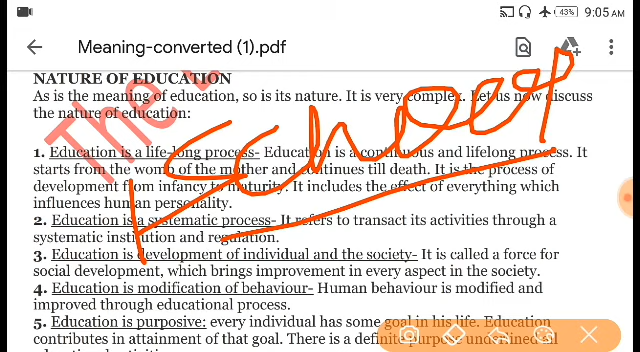 43% 9:05 AM
Meaning-converted (1).pdf
NATURE OF EDUCATION
As is the meaning of education, so is its nature. It is very complex. Let us now discuss
the nature of education:
The
1. Education is a life-long process- Education is a continuous and lifelong process. It
starts from the womb of the mother and continues till death. It is the process of
development from infancy to maturity. It includes the effect of everything which
influences human personality.
2. Education is a systematic process- It refers to transact its activities through a
systematic institution and regulation.
3. Education is development of individual and the society- It is called a force for
social development, which brings improvement in every aspect in the society.
4. Education is modification of behaviour- Human behaviour is modified and
improved through educational process.
5. Education is purposive: every individual has some goal in his life. Education
contributes in attainment of that goal. There is a definite purpose underlined all